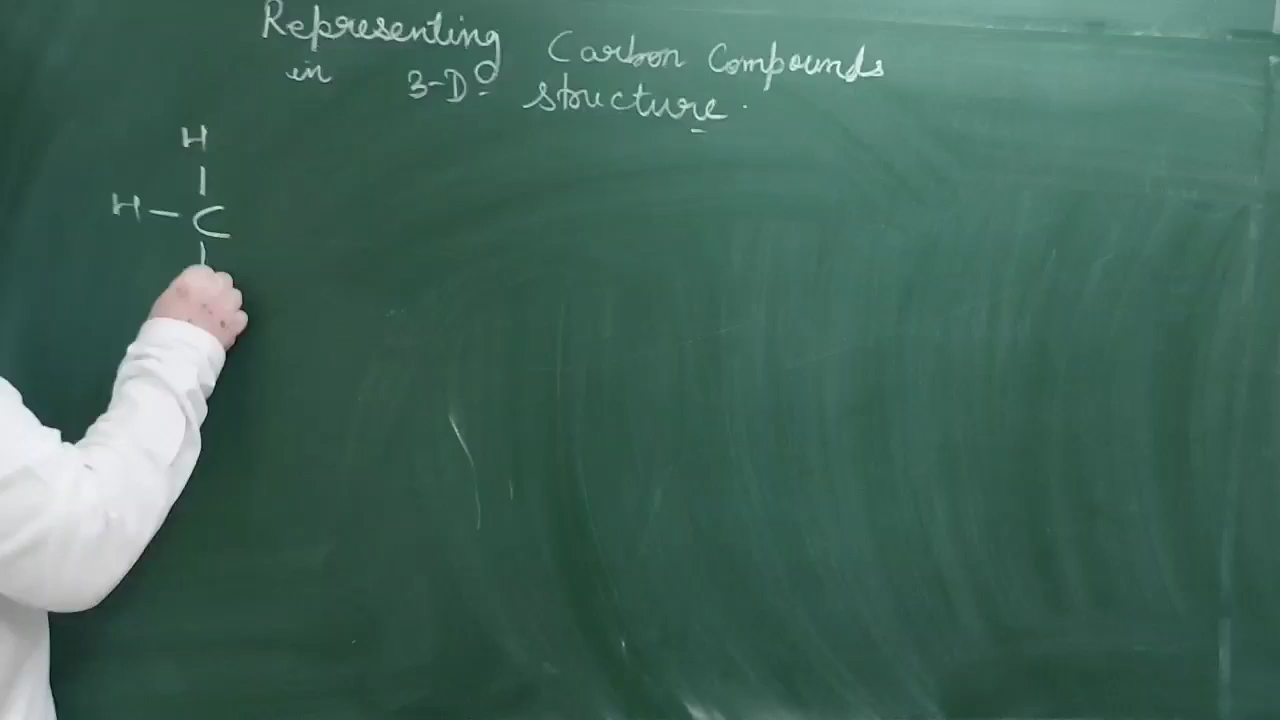 Representing Carbon Compounds
in 3-D structure.
H
|
H - C
|